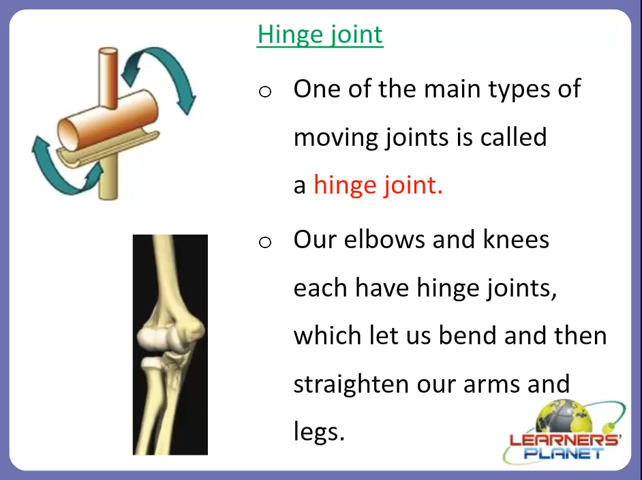 Hinge joint
o One of the main types of
moving joints is called
a hinge joint.
o Our elbows and knees
each have hinge joints,
which let us bend and then
straighten our arms and
legs.
LEARNERS'
PLANET